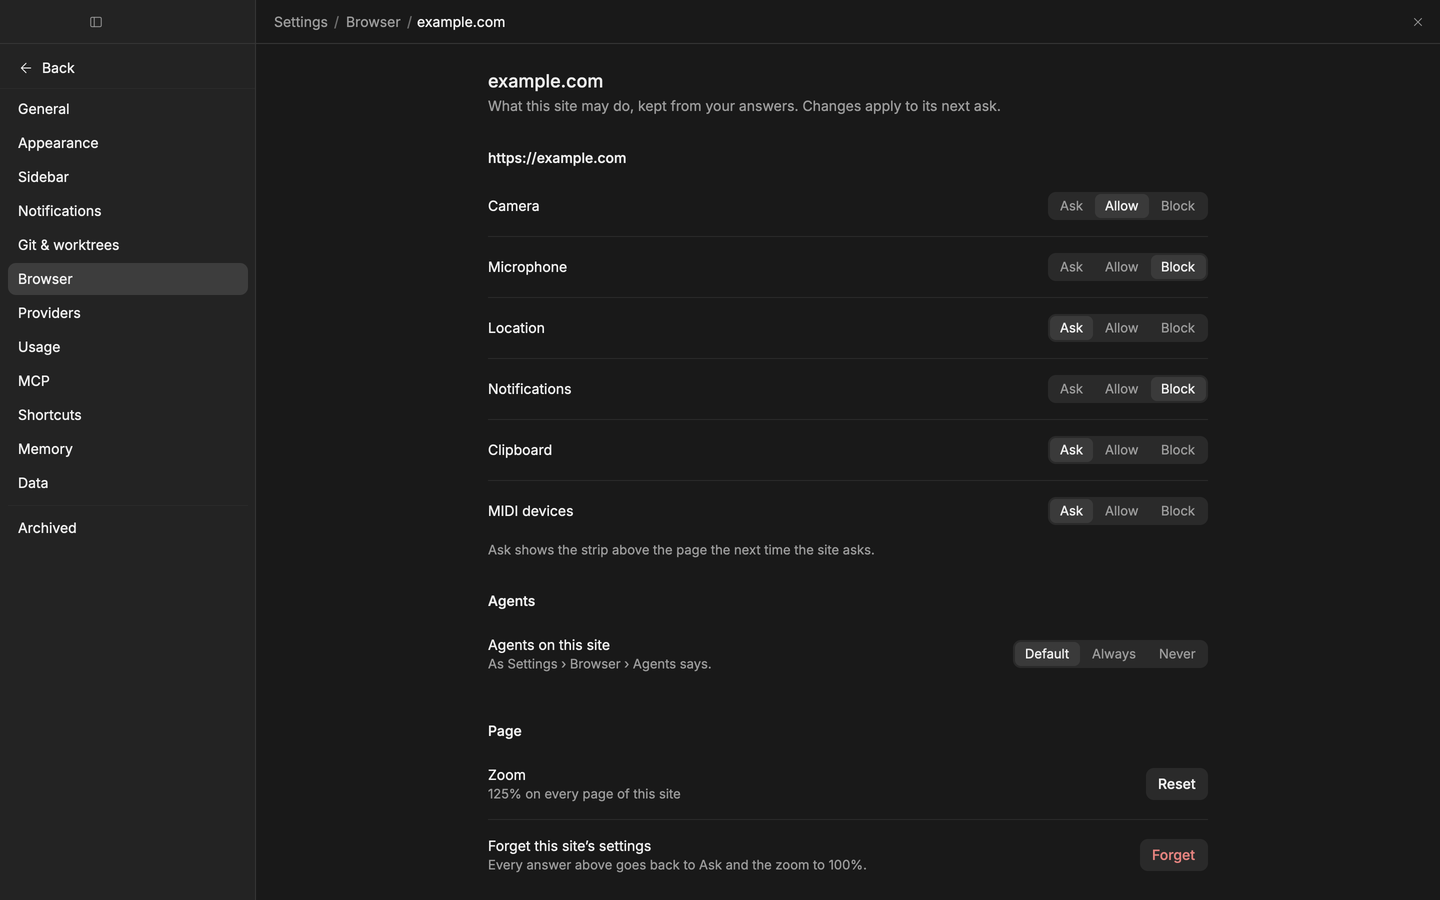 Settings / Browser / example.com
Back
General
Appearance
Sidebar
Notifications
Git & worktrees
Browser
Providers
Usage
MCP
Shortcuts
Memory
Data
Archived
example.com
What this site may do, kept from your answers. Changes apply to its next ask.
https://example.com
Camera Ask Allow Block
Microphone Ask Allow Block
Location Ask Allow Block
Notifications Ask Allow Block
Clipboard Ask Allow Block
MIDI devices Ask Allow Block
Ask shows the strip above the page the next time the site asks.
Agents
Agents on this site
As Settings › Browser › Agents says.
Default Always Never
Page
Zoom
125% on every page of this site
Reset
Forget this site’s settings
Every answer above goes back to Ask and the zoom to 100%.
Forget